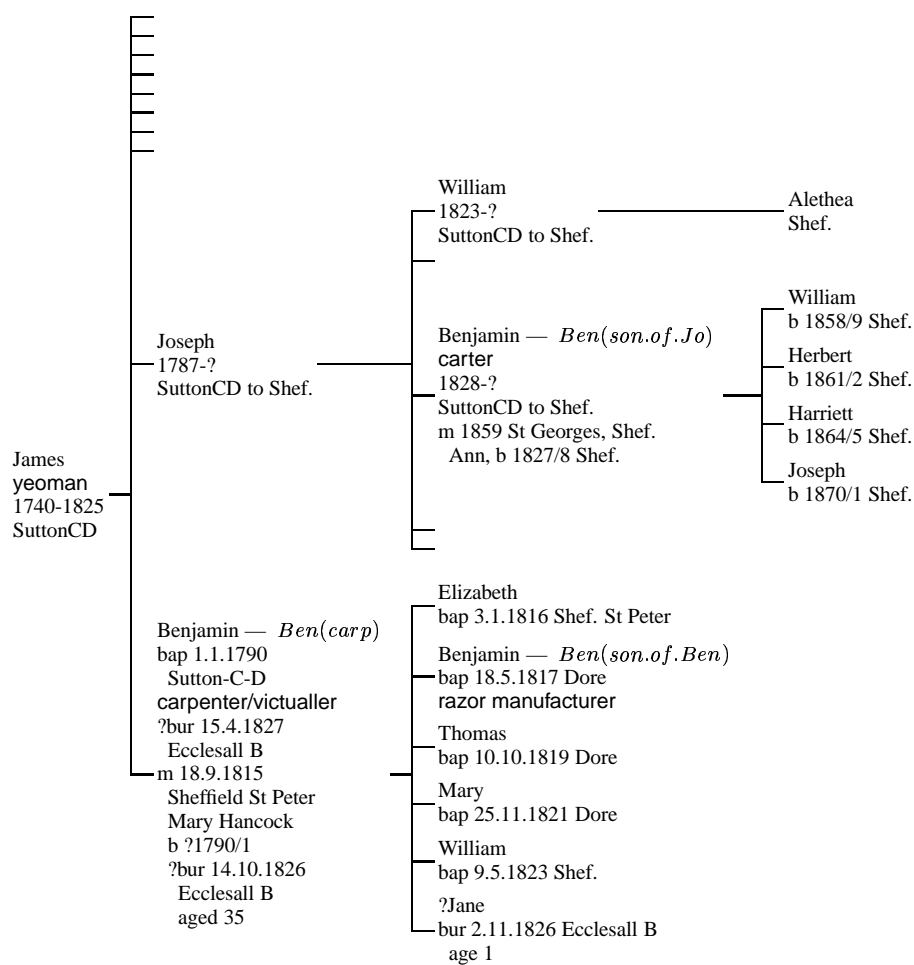 James
yeoman
1740-1825
SuttonCD
Joseph
1787-?
SuttonCD to Shef.
William
1823-?
SuttonCD to Shef.
Alethea
Shef.
Benjamin — Ben(son.of.Jo)
carter
1828-?
SuttonCD to Shef.
m 1859 St Georges, Shef.
Ann, b 1827/8 Shef.
William
b 1858/9 Shef.
Herbert
b 1861/2 Shef.
Harriett
b 1864/5 Shef.
Joseph
b 1870/1 Shef.
Benjamin — Ben(carp)
bap 1.1.1790
Sutton-C-D
carpenter/victualler
?bur 15.4.1827
Ecclesall B
m 18.9.1815
Sheffield St Peter
Mary Hancock
b ?1790/1
?bur 14.10.1826
Ecclesall B
aged 35
Elizabeth
bap 3.1.1816 Shef. St Peter
Benjamin — Ben(son.of.Ben)
bap 18.5.1817 Dore
razor manufacturer
Thomas
bap 10.10.1819 Dore
Mary
bap 25.11.1821 Dore
William
bap 9.5.1823 Shef.
?Jane
bur 2.11.1826 Ecclesall B
age 1